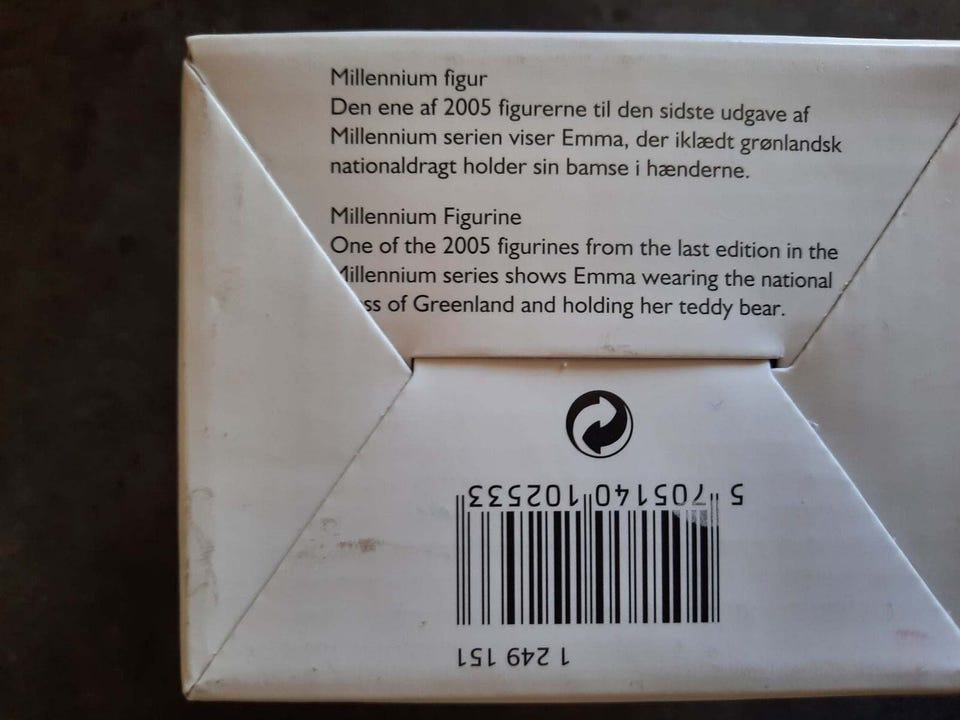 Millennium figur
Den ene af 2005 figurerne til den sidste udgave af
Millennium serien viser Emma, der iklædt grønlandsk
nationaldragt holder sin bamse i hænderne.
Millennium Figurine
One of the 2005 figurines from the last edition in the
Millennium series shows Emma wearing the national
of Greenland and holding her teddy bear.
5 705140 102533
1 249 151